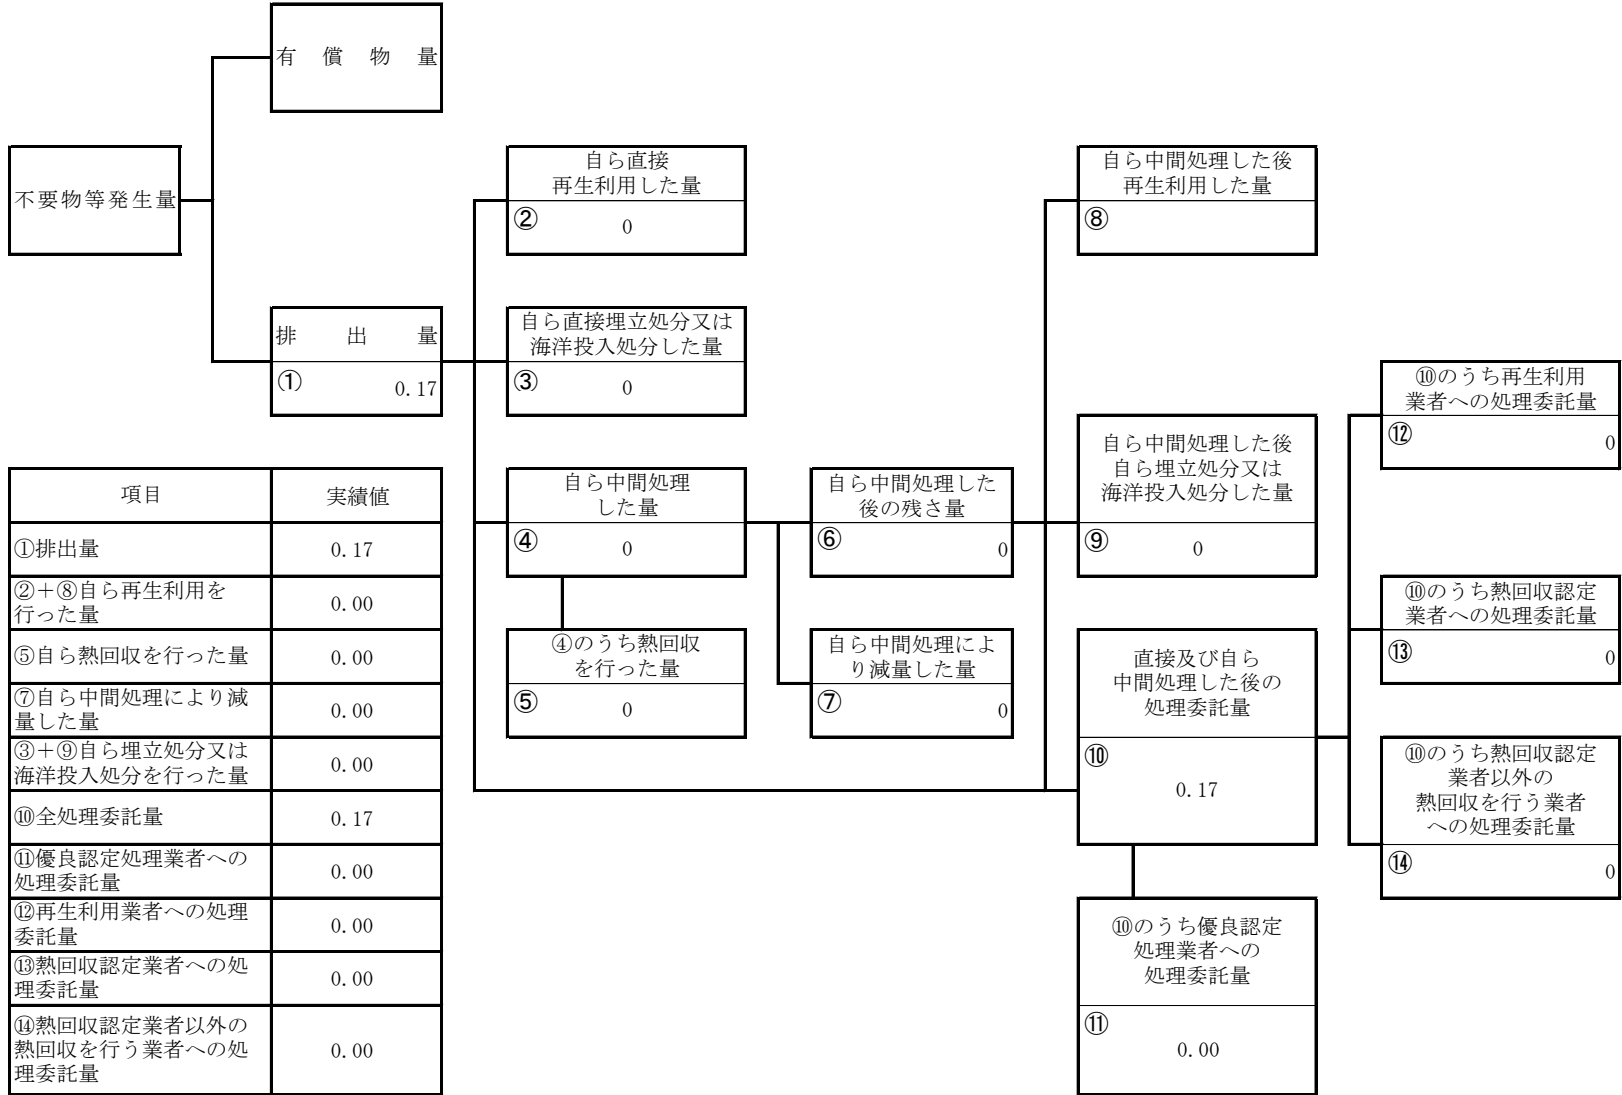 有償物量
不要物等発生量
自ら直接
再生利用した量
② 0
自ら中間処理した後
再生利用した量
⑧
排出量
① 0.17
自ら直接埋立処分又は
海洋投入処分した量
③ 0
⑩のうち再生利用
業者への処理委託量
⑫ 0
自ら中間処理
した量
④ 0
自ら中間処理した
後の残さ量
⑥ 0
自ら中間処理した後
自ら埋立処分又は
海洋投入処分した量
⑨ 0
⑩のうち熱回収認定
業者への処理委託量
⑬ 0
④のうち熱回収
を行った量
⑤ 0
自ら中間処理によ
り減量した量
⑦ 0
直接及び自ら
中間処理した後の
処理委託量
⑩
0.17
⑩のうち熱回収認定
業者以外の
熱回収を行う業者
への処理委託量
⑭ 0
⑩のうち優良認定
処理業者への
処理委託量
⑪
0.00
項目 実績値
①排出量 0.17
②+⑧自ら再生利用を
行った量 0.00
⑤自ら熱回収を行った量 0.00
⑦自ら中間処理により減
量した量 0.00
③+⑨自ら埋立処分又は
海洋投入処分を行った量 0.00
⑩全処理委託量 0.17
⑪優良認定処理業者への
処理委託量 0.00
⑫再生利用業者への処理
委託量 0.00
⑬熱回収認定業者への処
理委託量 0.00
⑭熱回収認定業者以外の
熱回収を行う業者への処
理委託量 0.00